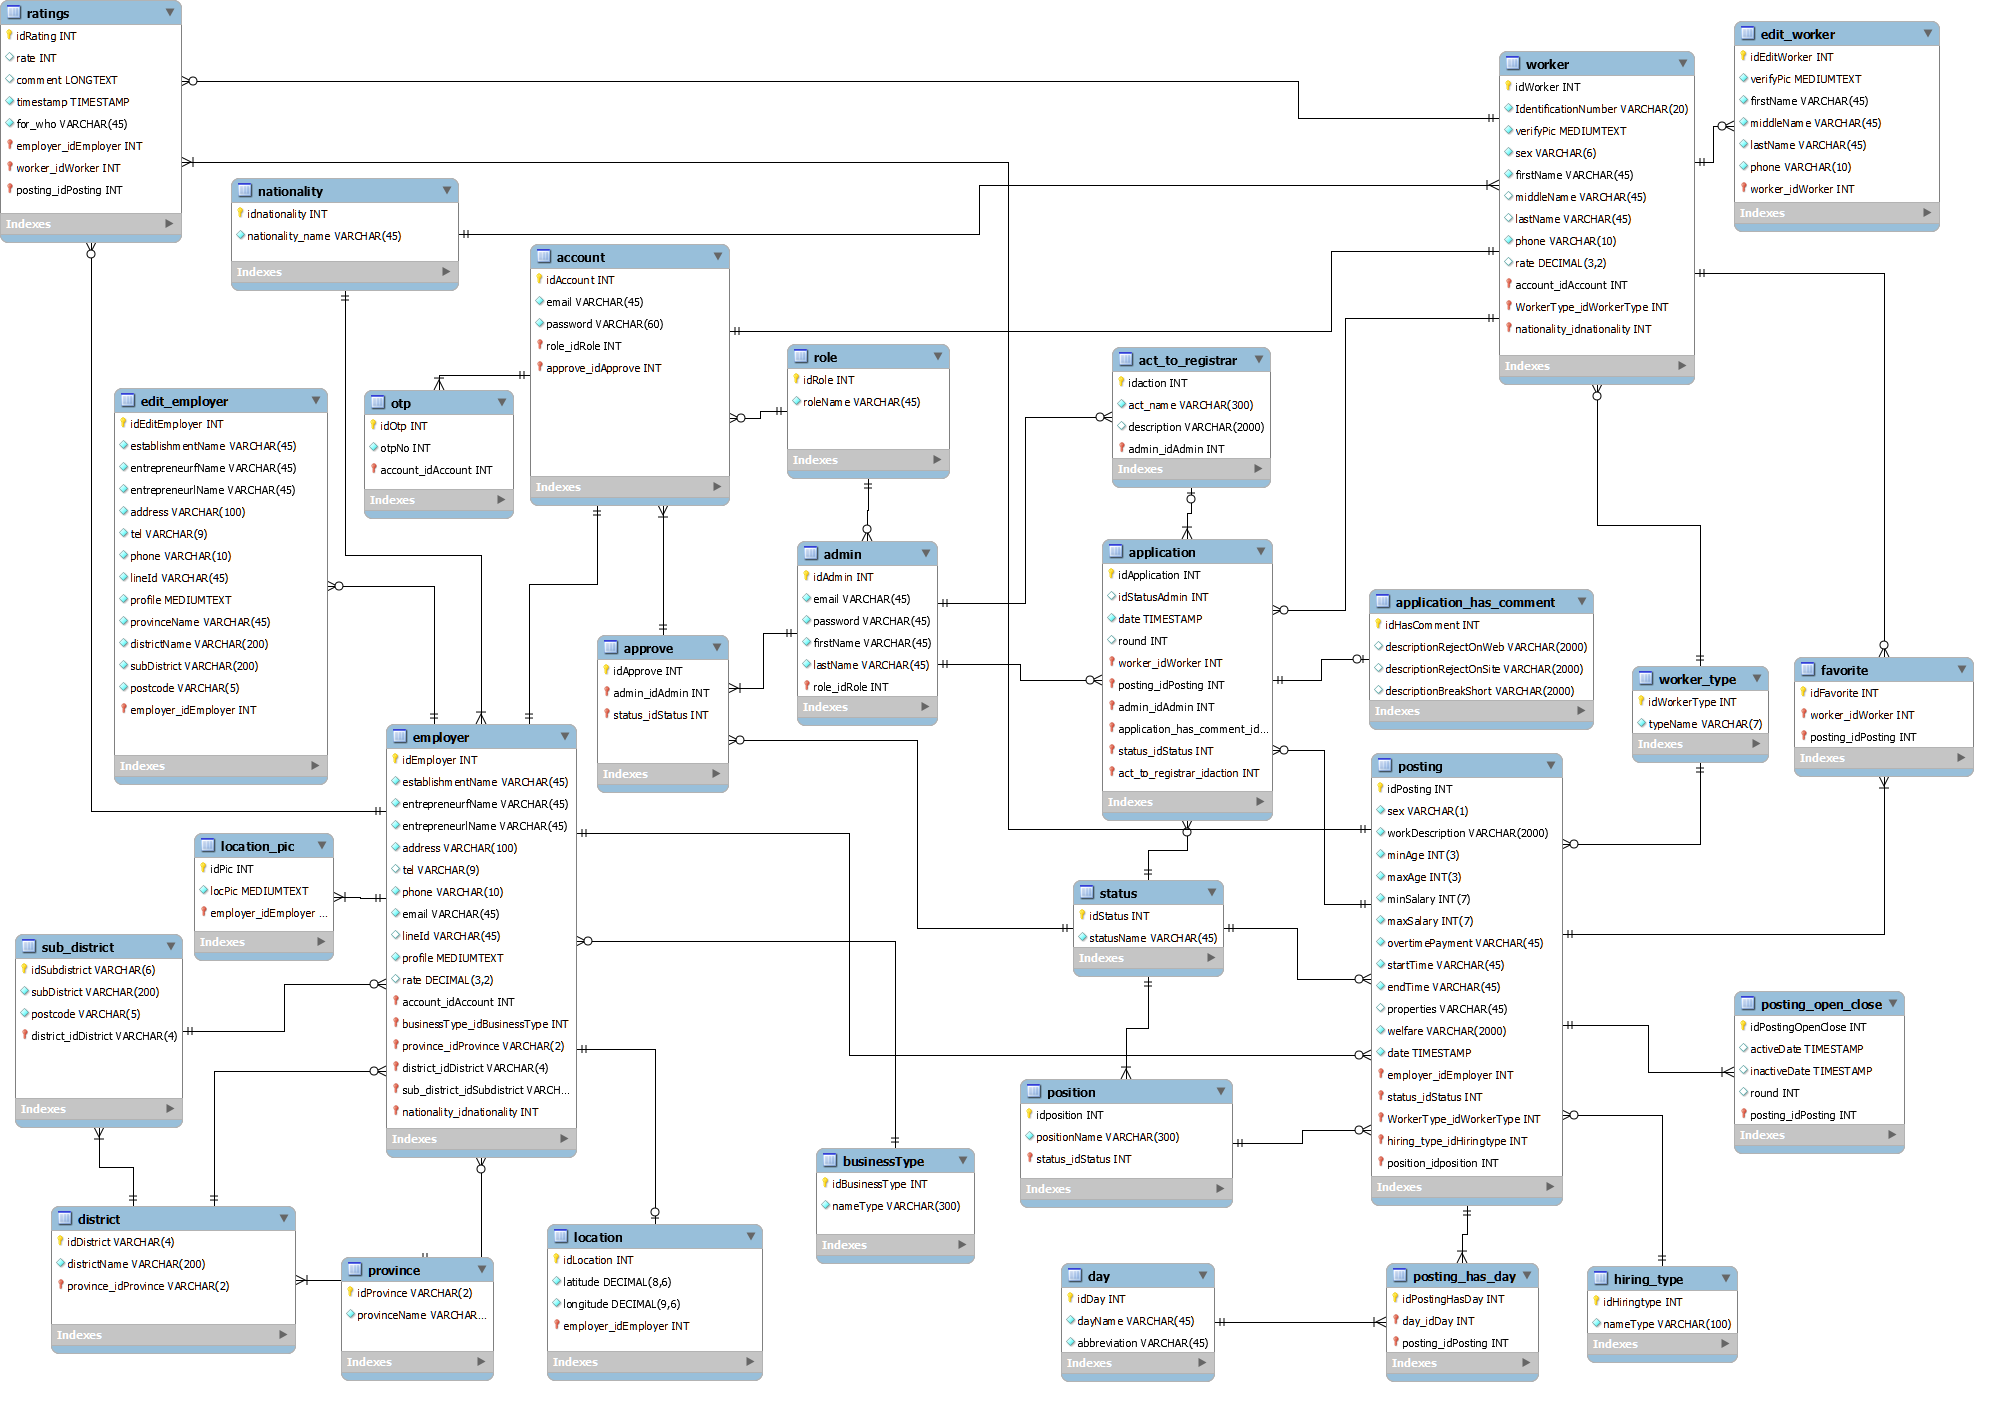 ratings
idRating INT
rate INT
comment LONGTEXT
timestamp TIMESTAMP
for_who VARCHAR(45)
employer_idEmployer INT
worker_idWorker INT
posting_idPosting INT
Indexes
nationality
idnationality INT
nationality_name VARCHAR(45)
Indexes
account
idAccount INT
email VARCHAR(45)
password VARCHAR(60)
role_idRole INT
approve_idApprove INT
Indexes
worker
idWorker INT
IdentificationNumber VARCHAR(20)
verifyPic MEDIUMTEXT
sex VARCHAR(6)
firstName VARCHAR(45)
middleName VARCHAR(45)
lastName VARCHAR(45)
phone VARCHAR(10)
rate DECIMAL(3,2)
account_idAccount INT
WorkerType_idWorkerType INT
nationality_idnationality INT
Indexes
edit_worker
idEditWorker INT
verifyPic MEDIUMTEXT
firstName VARCHAR(45)
middleName VARCHAR(45)
lastName VARCHAR(45)
phone VARCHAR(10)
worker_idWorker INT
Indexes
edit_employer
idEditEmployer INT
establishmentName VARCHAR(45)
entrepreneurfName VARCHAR(45)
entrepreneurlName VARCHAR(45)
address VARCHAR(100)
tel VARCHAR(9)
phone VARCHAR(10)
lineId VARCHAR(45)
profile MEDIUMTEXT
provinceName VARCHAR(45)
districtName VARCHAR(200)
subDistrict VARCHAR(200)
postcode VARCHAR(5)
employer_idEmployer INT
Indexes
otp
idOtp INT
otpNo INT
account_idAccount INT
Indexes
role
idRole INT
roleName VARCHAR(45)
Indexes
act_to_registrar
idaction INT
act_name VARCHAR(300)
description VARCHAR(2000)
admin_idAdmin INT
Indexes
admin
idAdmin INT
email VARCHAR(45)
password VARCHAR(45)
firstName VARCHAR(45)
lastName VARCHAR(45)
role_idRole INT
Indexes
application
idApplication INT
idStatusAdmin INT
date TIMESTAMP
round INT
worker_idWorker INT
posting_idPosting INT
admin_idAdmin INT
application_has_comment_id...
status_idStatus INT
act_to_registrar_idaction INT
Indexes
application_has_comment
idHasComment INT
descriptionRejectOnWeb VARCHAR(2000)
descriptionRejectOnSite VARCHAR(2000)
descriptionBreakShort VARCHAR(2000)
Indexes
approve
idApprove INT
admin_idAdmin INT
status_idStatus INT
Indexes
worker_type
idWorkerType INT
typeName VARCHAR(7)
Indexes
favorite
idFavorite INT
worker_idWorker INT
posting_idPosting INT
Indexes
employer
idEmployer INT
establishmentName VARCHAR(45)
entrepreneurfName VARCHAR(45)
entrepreneurlName VARCHAR(45)
address VARCHAR(100)
tel VARCHAR(9)
phone VARCHAR(10)
email VARCHAR(45)
lineId VARCHAR(45)
profile MEDIUMTEXT
rate DECIMAL(3,2)
account_idAccount INT
businessType_idBusinessType INT
province_idProvince VARCHAR(2)
district_idDistrict VARCHAR(4)
sub_district_idSubdistrict VARCH...
nationality_idnationality INT
Indexes
posting
idPosting INT
sex VARCHAR(1)
workDescription VARCHAR(2000)
minAge INT(3)
maxAge INT(3)
minSalary INT(7)
maxSalary INT(7)
overtimePayment VARCHAR(45)
startTime VARCHAR(45)
endTime VARCHAR(45)
properties VARCHAR(45)
welfare VARCHAR(2000)
date TIMESTAMP
employer_idEmployer INT
status_idStatus INT
WorkerType_idWorkerType INT
hiring_type_idHiringtype INT
position_idposition INT
Indexes
location_pic
idPic INT
locPic MEDIUMTEXT
employer_idEmployer ...
Indexes
status
idStatus INT
statusName VARCHAR(45)
Indexes
sub_district
idSubdistrict VARCHAR(6)
subDistrict VARCHAR(200)
postcode VARCHAR(5)
district_idDistrict VARCHAR(4)
Indexes
posting_open_close
idPostingOpenClose INT
activeDate TIMESTAMP
inactiveDate TIMESTAMP
round INT
posting_idPosting INT
Indexes
position
idposition INT
positionName VARCHAR(300)
status_idStatus INT
Indexes
businessType
idBusinessType INT
nameType VARCHAR(300)
Indexes
district
idDistrict VARCHAR(4)
districtName VARCHAR(200)
province_idProvince VARCHAR(2)
Indexes
province
idProvince VARCHAR(2)
provinceName VARCHAR...
Indexes
location
idLocation INT
latitude DECIMAL(8,6)
longitude DECIMAL(9,6)
employer_idEmployer INT
Indexes
day
idDay INT
dayName VARCHAR(45)
abbreviation VARCHAR(45)
Indexes
posting_has_day
idPostingHasDay INT
day_idDay INT
posting_idPosting INT
Indexes
hiring_type
idHiringtype INT
nameType VARCHAR(100)
Indexes